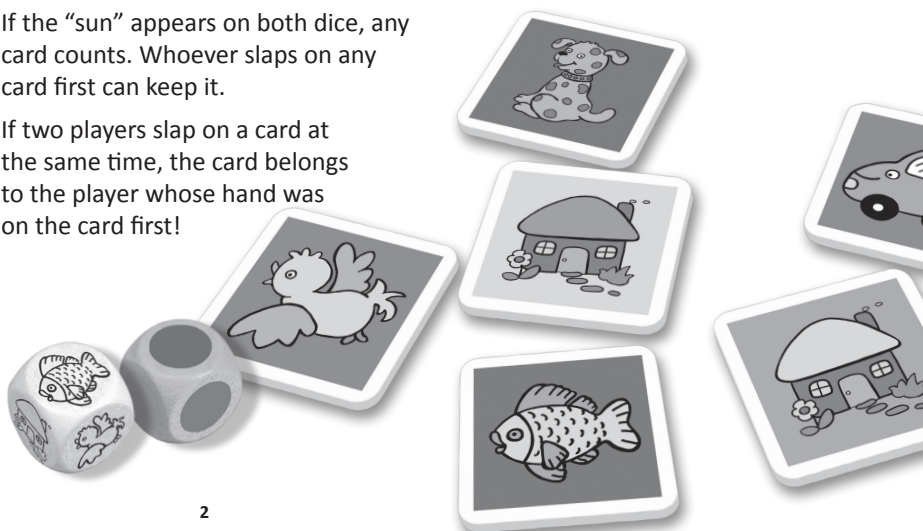 If the “sun” appears on both dice, any
card counts. Whoever slaps on any
card first can keep it.
If two players slap on a card at
the same time, the card belongs
to the player whose hand was
on the card first!
2